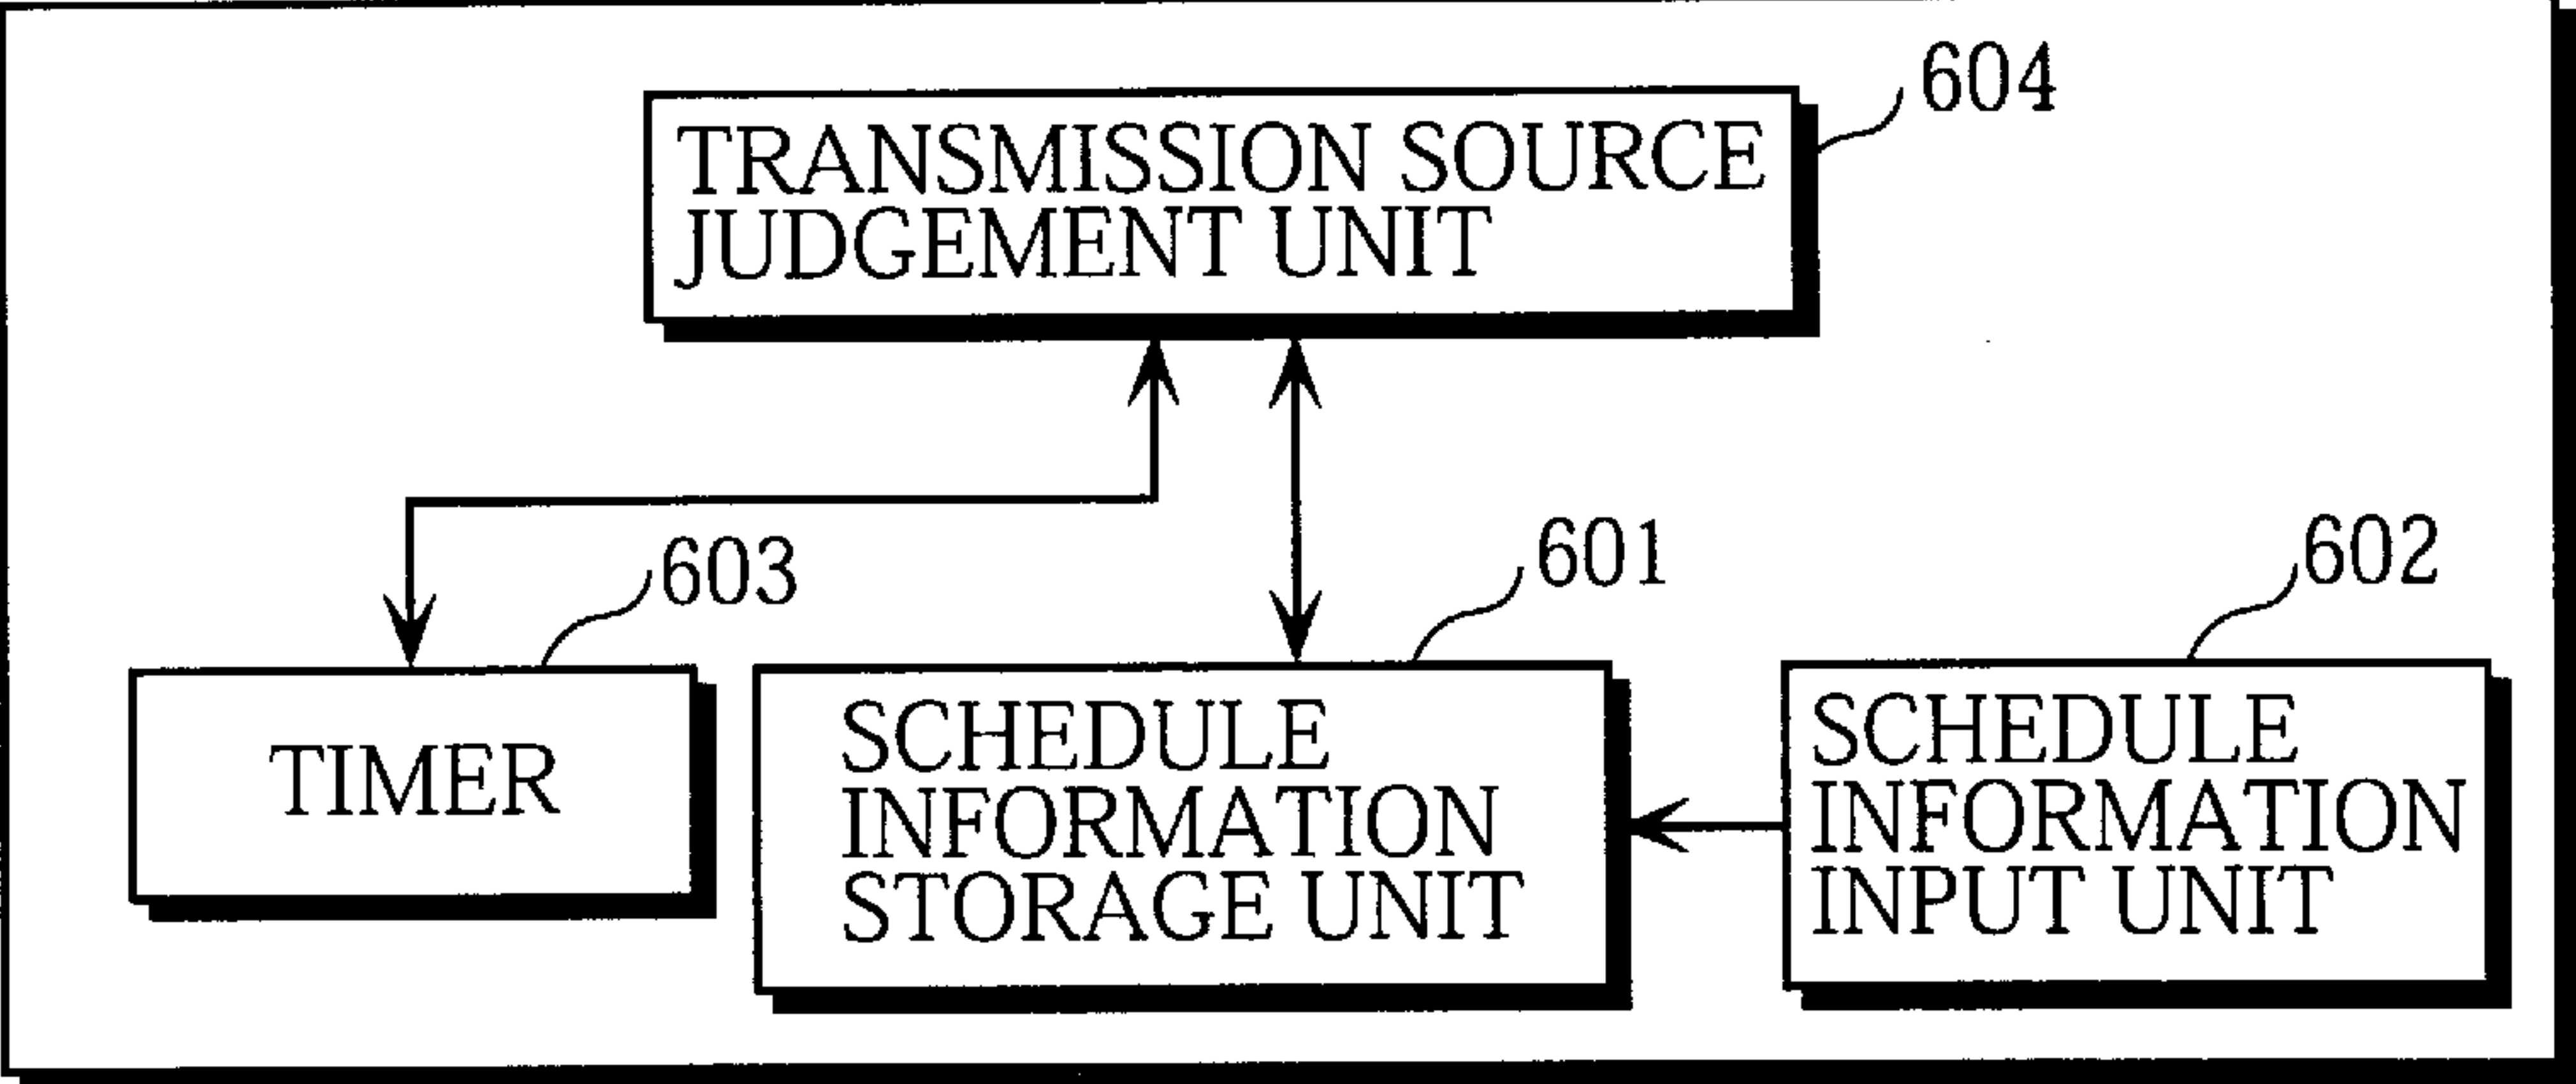 604
TRANSMISSION SOURCE
JUDGEMENT UNIT
603
601
602
TIMER
SCHEDULE
INFORMATION
STORAGE UNIT
SCHEDULE
INFORMATION
INPUT UNIT